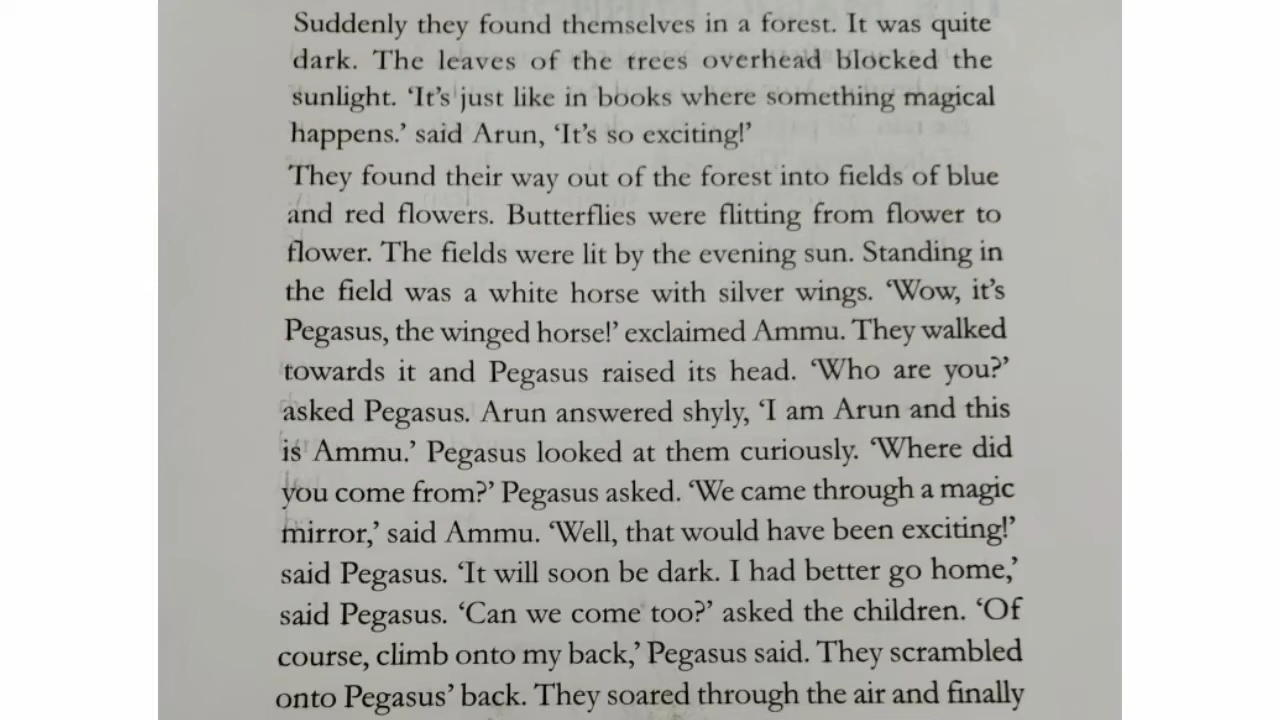 Suddenly they found themselves in a forest. It was quite
dark. The leaves of the trees overhead blocked the
sunlight. ‘It’s just like in books where something magical
happens.’ said Arun, ‘It’s so exciting!’
They found their way out of the forest into fields of blue
and red flowers. Butterflies were flitting from flower to
flower. The fields were lit by the evening sun. Standing in
the field was a white horse with silver wings. ‘Wow, it’s
Pegasus, the winged horse!’ exclaimed Ammu. They walked
towards it and Pegasus raised its head. ‘Who are you?’
asked Pegasus. Arun answered shyly, ‘I am Arun and this
is Ammu.’ Pegasus looked at them curiously. ‘Where did
you come from?’ Pegasus asked. ‘We came through a magic
mirror,’ said Ammu. ‘Well, that would have been exciting!’
said Pegasus. ‘It will soon be dark. I had better go home,’
said Pegasus. ‘Can we come too?’ asked the children. ‘Of
course, climb onto my back,’ Pegasus said. They scrambled
onto Pegasus’ back. They soared through the air and finally